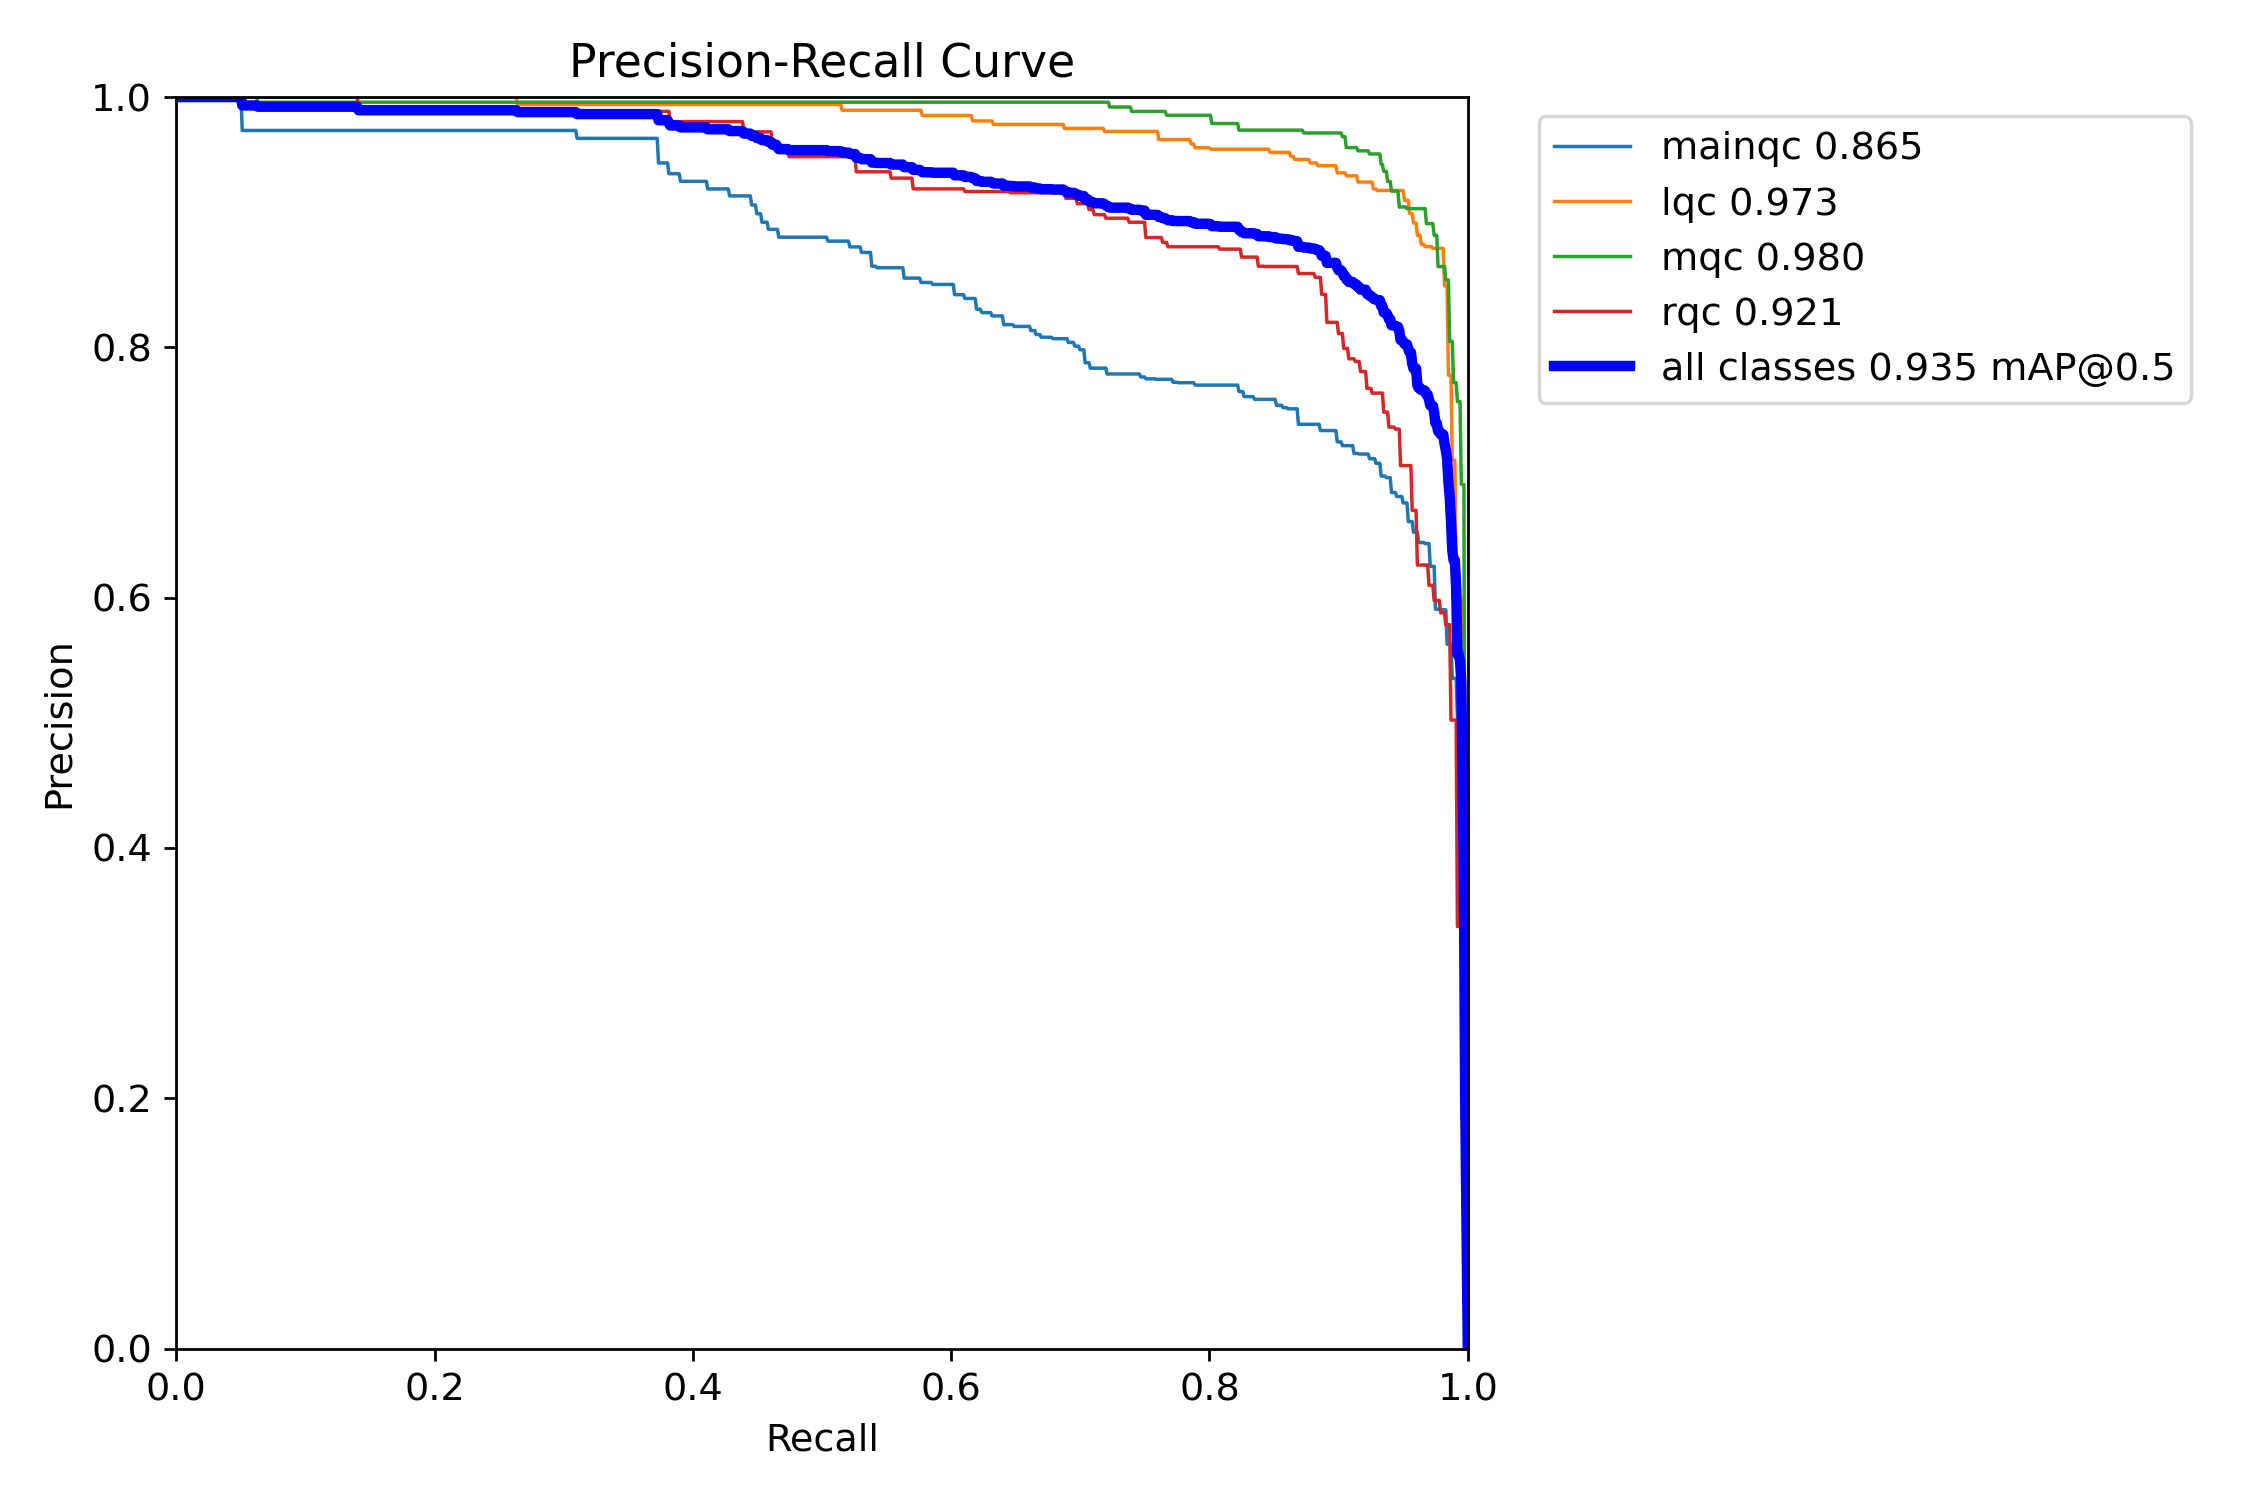 Precision-Recall Curve
1.0
0.8
0.6
0.4
0.2
0.0
Precision
0.0 0.2 0.4 0.6 0.8 1.0
Recall
mainqc 0.865
lqc 0.973
mqc 0.980
rqc 0.921
all classes 0.935 mAP@0.5